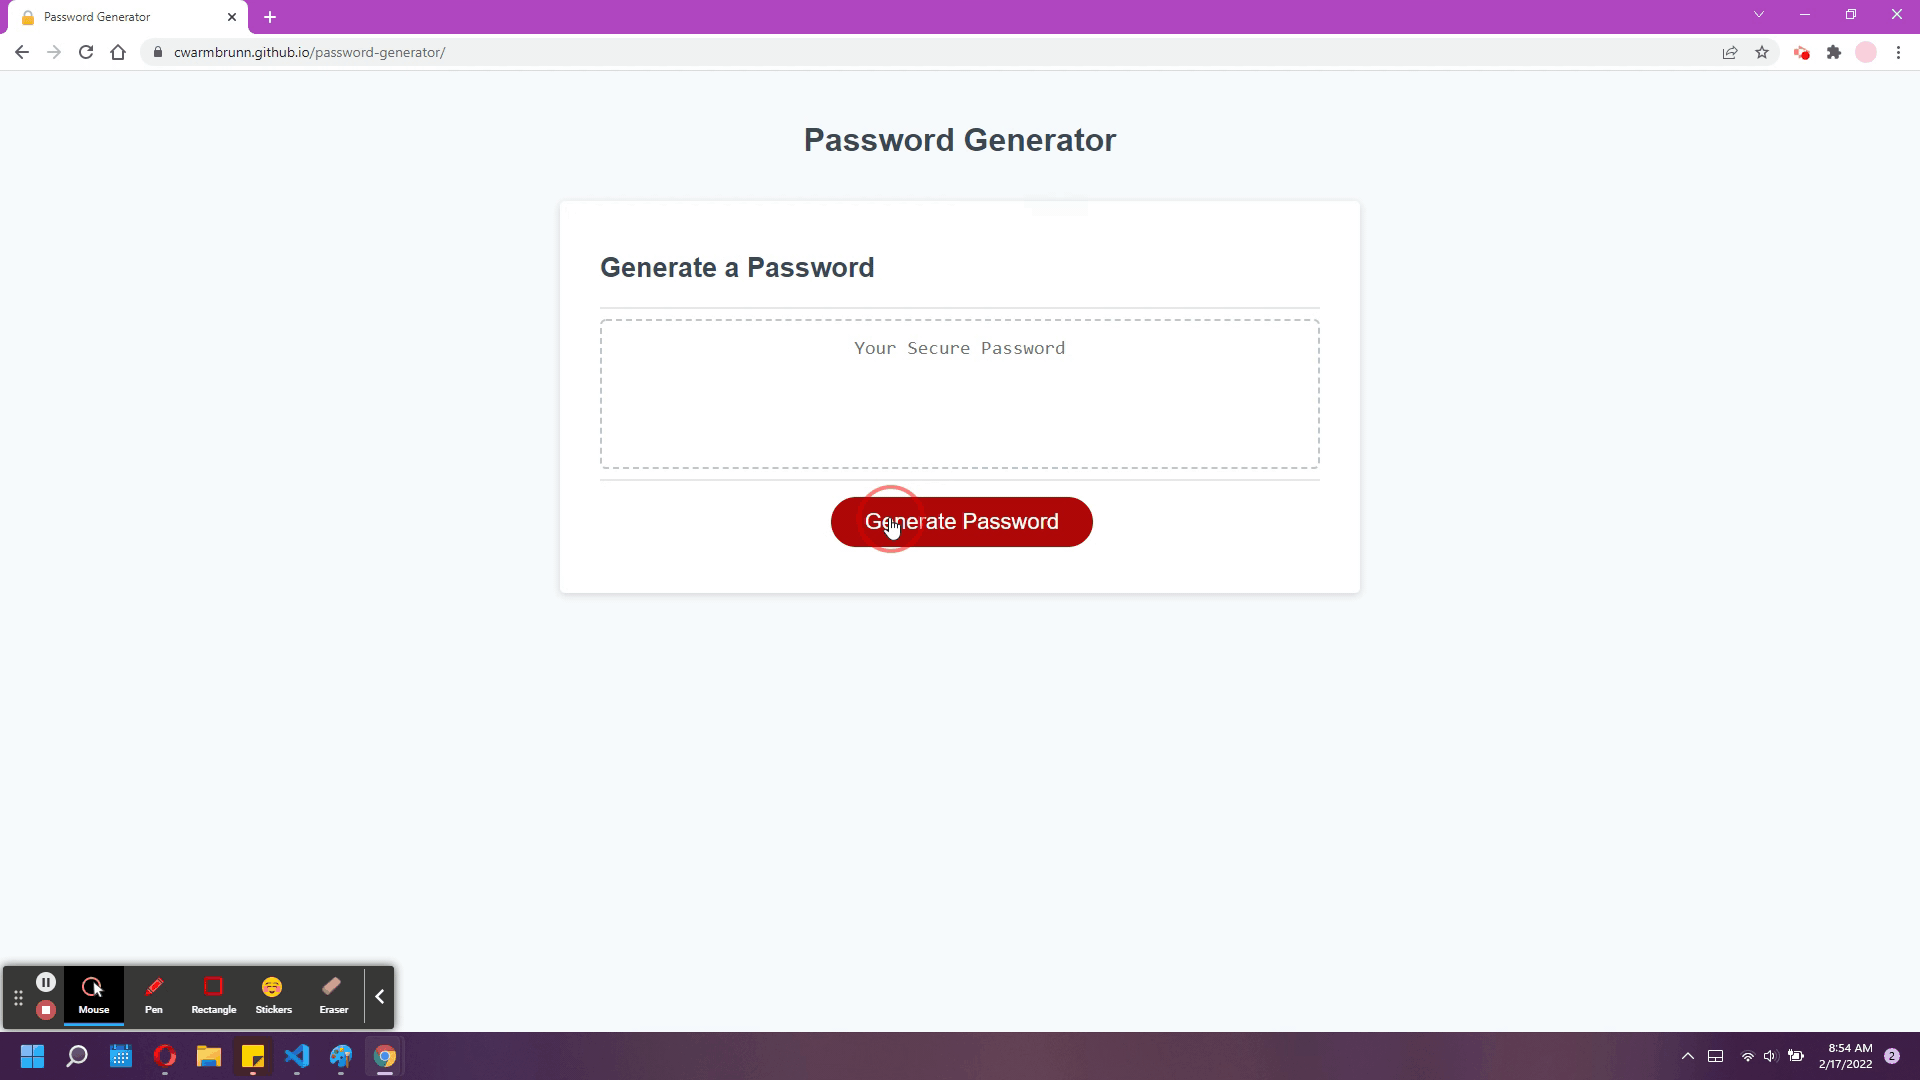 Password Generator
cwarmbrunn.github.io/password-generator/
Password Generator
Generate a Password
Your Secure Password
Generate Password
Mouse
Pen
Rectangle
Stickers
Eraser
8:54 AM
2/17/2022
2